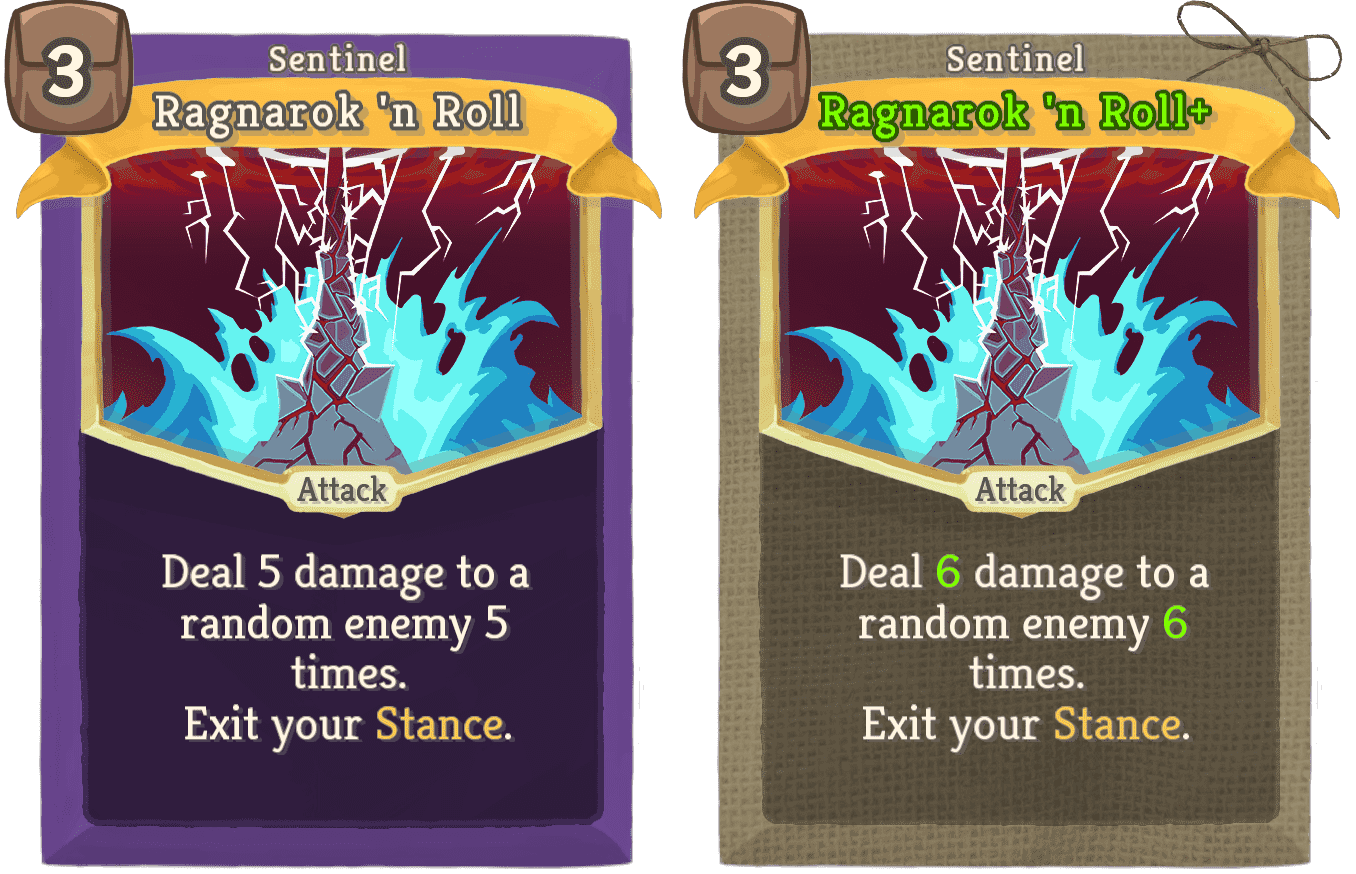 3
Sentinel
Ragnarok 'n Roll
Attack
Deal 5 damage to a
random enemy 5
times.
Exit your Stance.
3
Sentinel
Ragnarok 'n Roll+
Attack
Deal 6 damage to a
random enemy 6
times.
Exit your Stance.